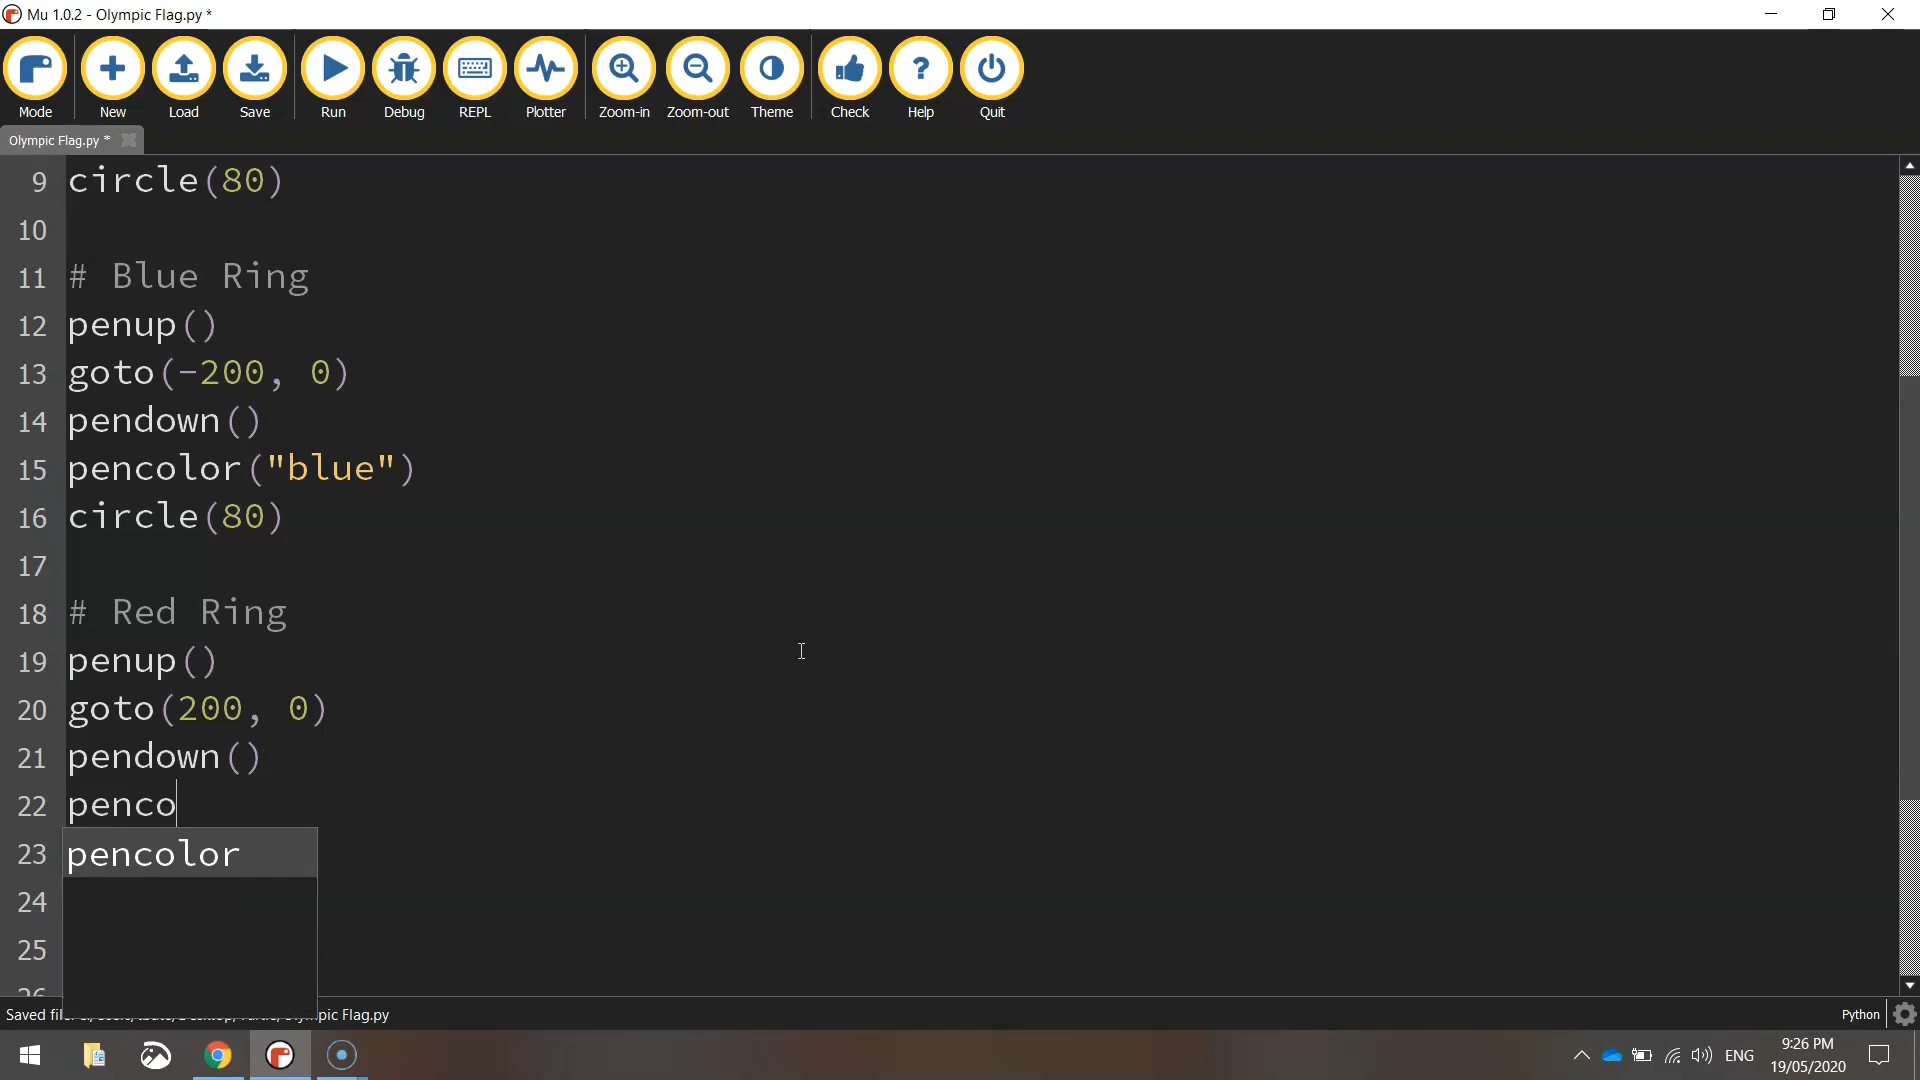 Mu 1.0.2 - Olympic Flag.py *
Mode New Load Save Run Debug REPL Plotter Zoom-in Zoom-out Theme Check Help Quit
Olympic Flag.py *
9 circle(80)
10
11 # Blue Ring
12 penup()
13 goto(-200, 0)
14 pendown()
15 pencolor("blue")
16 circle(80)
17
18 # Red Ring
19 penup()
20 goto(200, 0)
21 pendown()
22 penco
23 pencolor
24
25
26
Saved file: pic Flag.py
Python
ENG
9:26 PM
19/05/2020